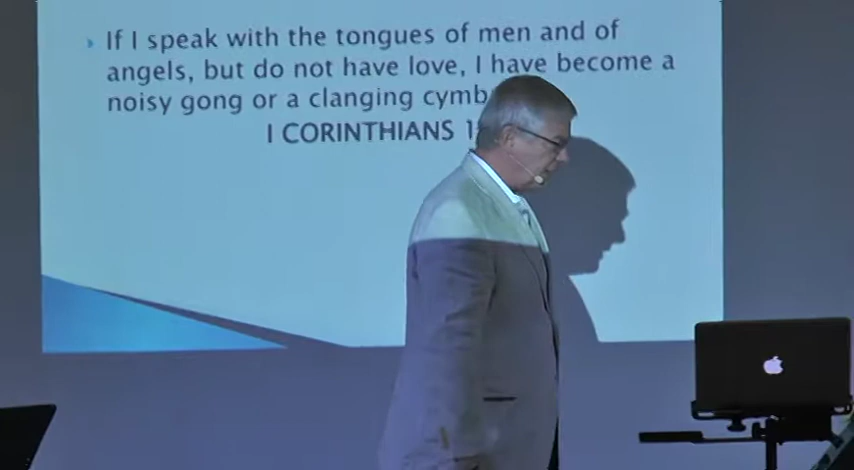 If I speak with the tongues of men and of
angels, but do not have love, I have become a
noisy gong or a clanging
I CORINTHIANS